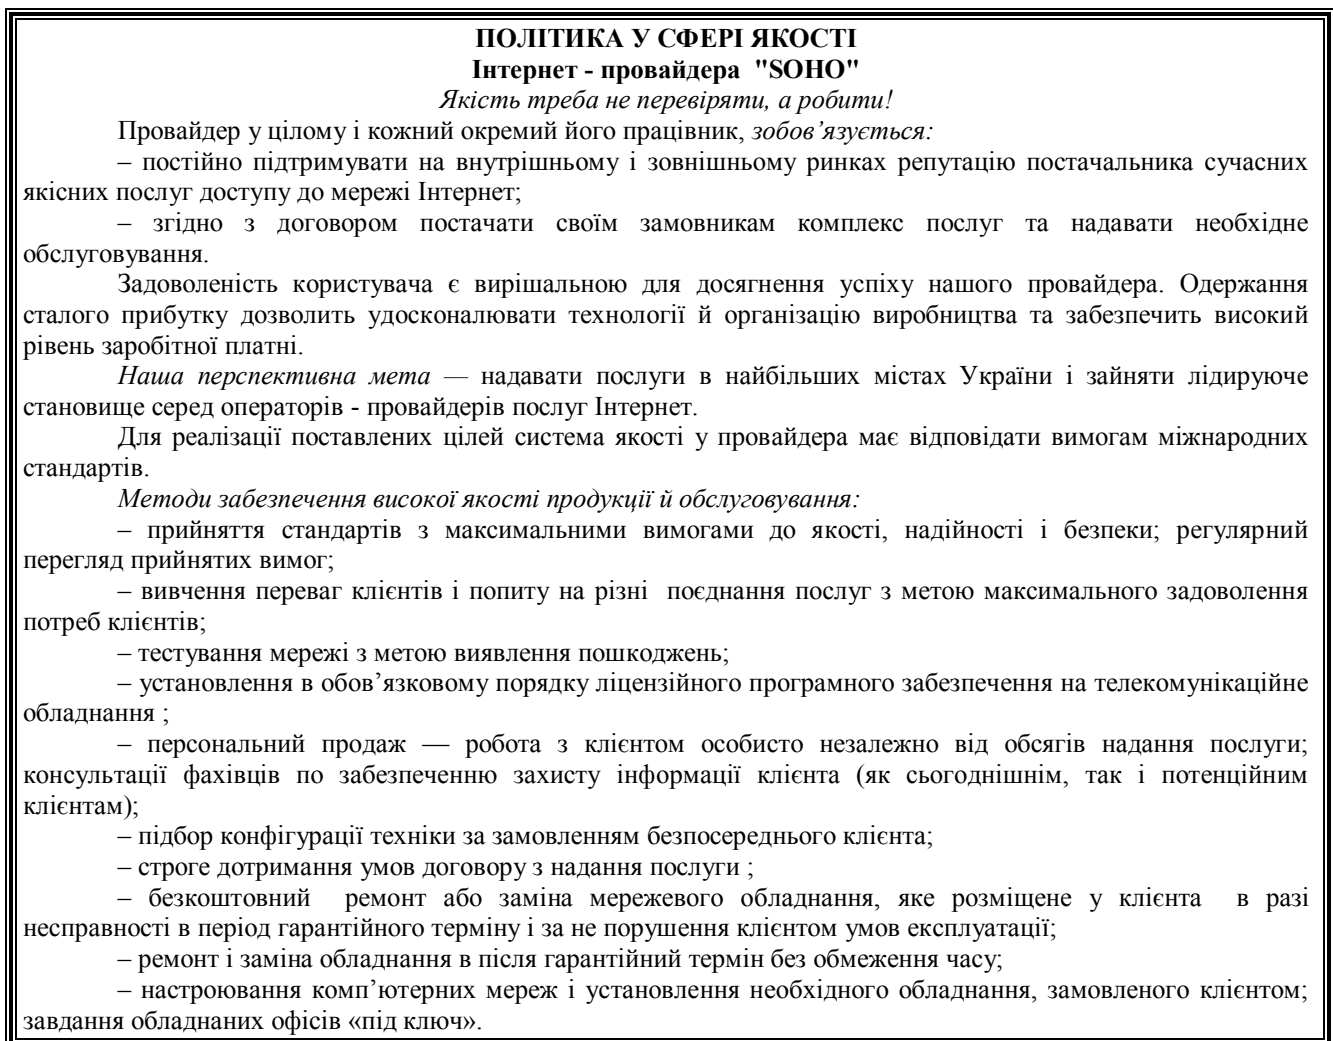 ПОЛІТИКА У СФЕРІ ЯКОСТІ
Інтернет - провайдера "SOHO"
Якість треба не перевіряти, а робити!
Провайдер у цілому і кожний окремий його працівник, зобов’язується:
– постійно підтримувати на внутрішньому і зовнішньому ринках репутацію постачальника сучасних
якісних послуг доступу до мережі Інтернет;
– згідно з договором постачати своїм замовникам комплекс послуг та надавати необхідне
обслуговування.
Задоволеність користувача є вирішальною для досягнення успіху нашого провайдера. Одержання
сталого прибутку дозволить удосконалювати технології й організацію виробництва та забезпечить високий
рівень заробітної платні.
Наша перспективна мета — надавати послуги в найбільших містах України і зайняти лідируюче
становище серед операторів - провайдерів послуг Інтернет.
Для реалізації поставлених цілей система якості у провайдера має відповідати вимогам міжнародних
стандартів.
Методи забезпечення високої якості продукції й обслуговування:
– прийняття стандартів з максимальними вимогами до якості, надійності і безпеки; регулярний
перегляд прийнятих вимог;
– вивчення переваг клієнтів і попиту на різні поєднання послуг з метою максимального задоволення
потреб клієнтів;
– тестування мережі з метою виявлення пошкоджень;
– установлення в обов’язковому порядку ліцензійного програмного забезпечення на телекомунікаційне
обладнання ;
– персональний продаж — робота з клієнтом особисто незалежно від обсягів надання послуги;
консультації фахівців по забезпеченню захисту інформації клієнта (як сьогоднішнім, так і потенційним
клієнтам);
– підбор конфігурації техніки за замовленням безпосереднього клієнта;
– строге дотримання умов договору з надання послуги ;
– безкоштовний ремонт або заміна мережевого обладнання, яке розміщене у клієнта в разі
несправності в період гарантійного терміну і за не порушення клієнтом умов експлуатації;
– ремонт і заміна обладнання в після гарантійний термін без обмеження часу;
– настроювання комп’ютерних мереж і установлення необхідного обладнання, замовленого клієнтом;
завдання обладнаних офісів «під ключ».